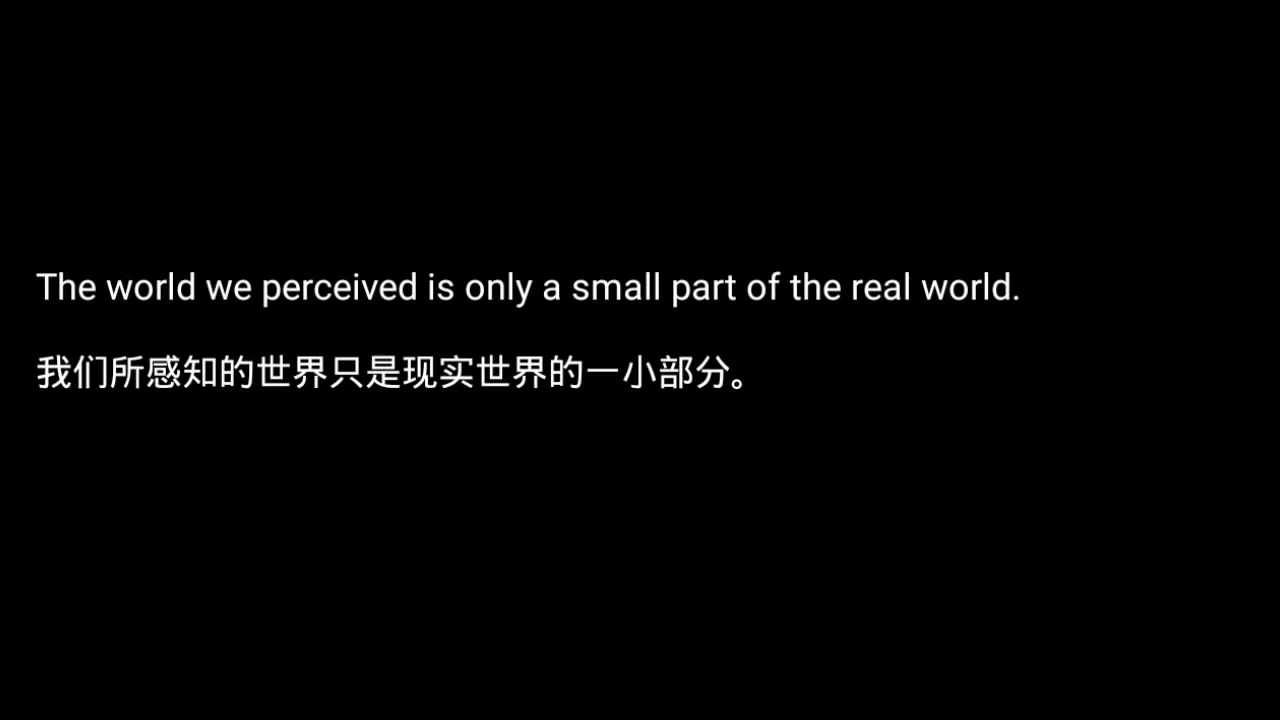 The world we perceived is only a small part of the real world.
我们所感知的世界只是现实世界的一小部分。